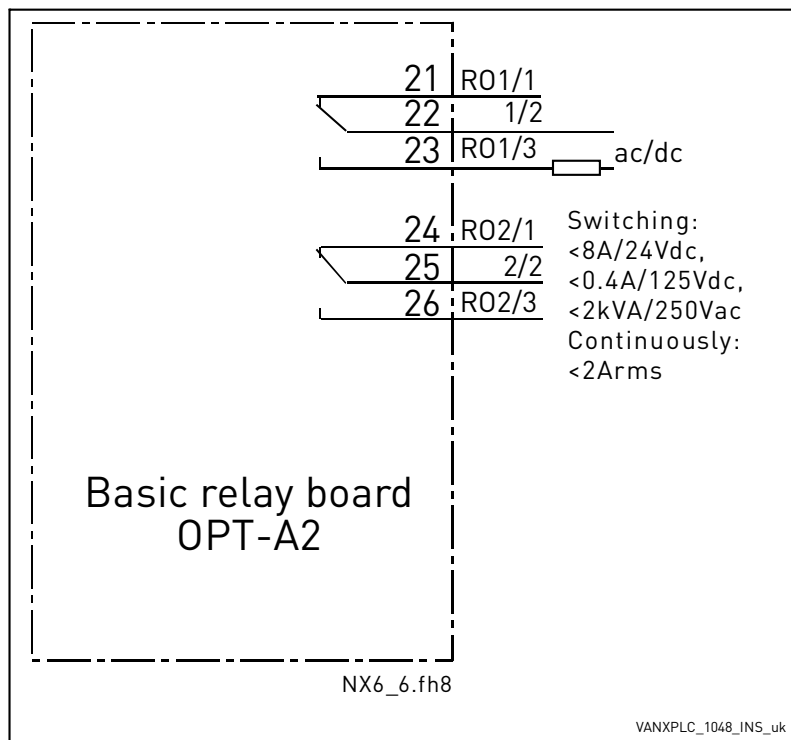 21 RO1/1
22 1/2
23 RO1/3 ac/dc
24 RO2/1
25 2/2
26 RO2/3
Switching:
<8A/24Vdc,
<0.4A/125Vdc,
<2kVA/250Vac
Continuously:
<2Arms
Basic relay board
OPT-A2
NX6_6.fh8
VANXPLC_1048_INS_uk